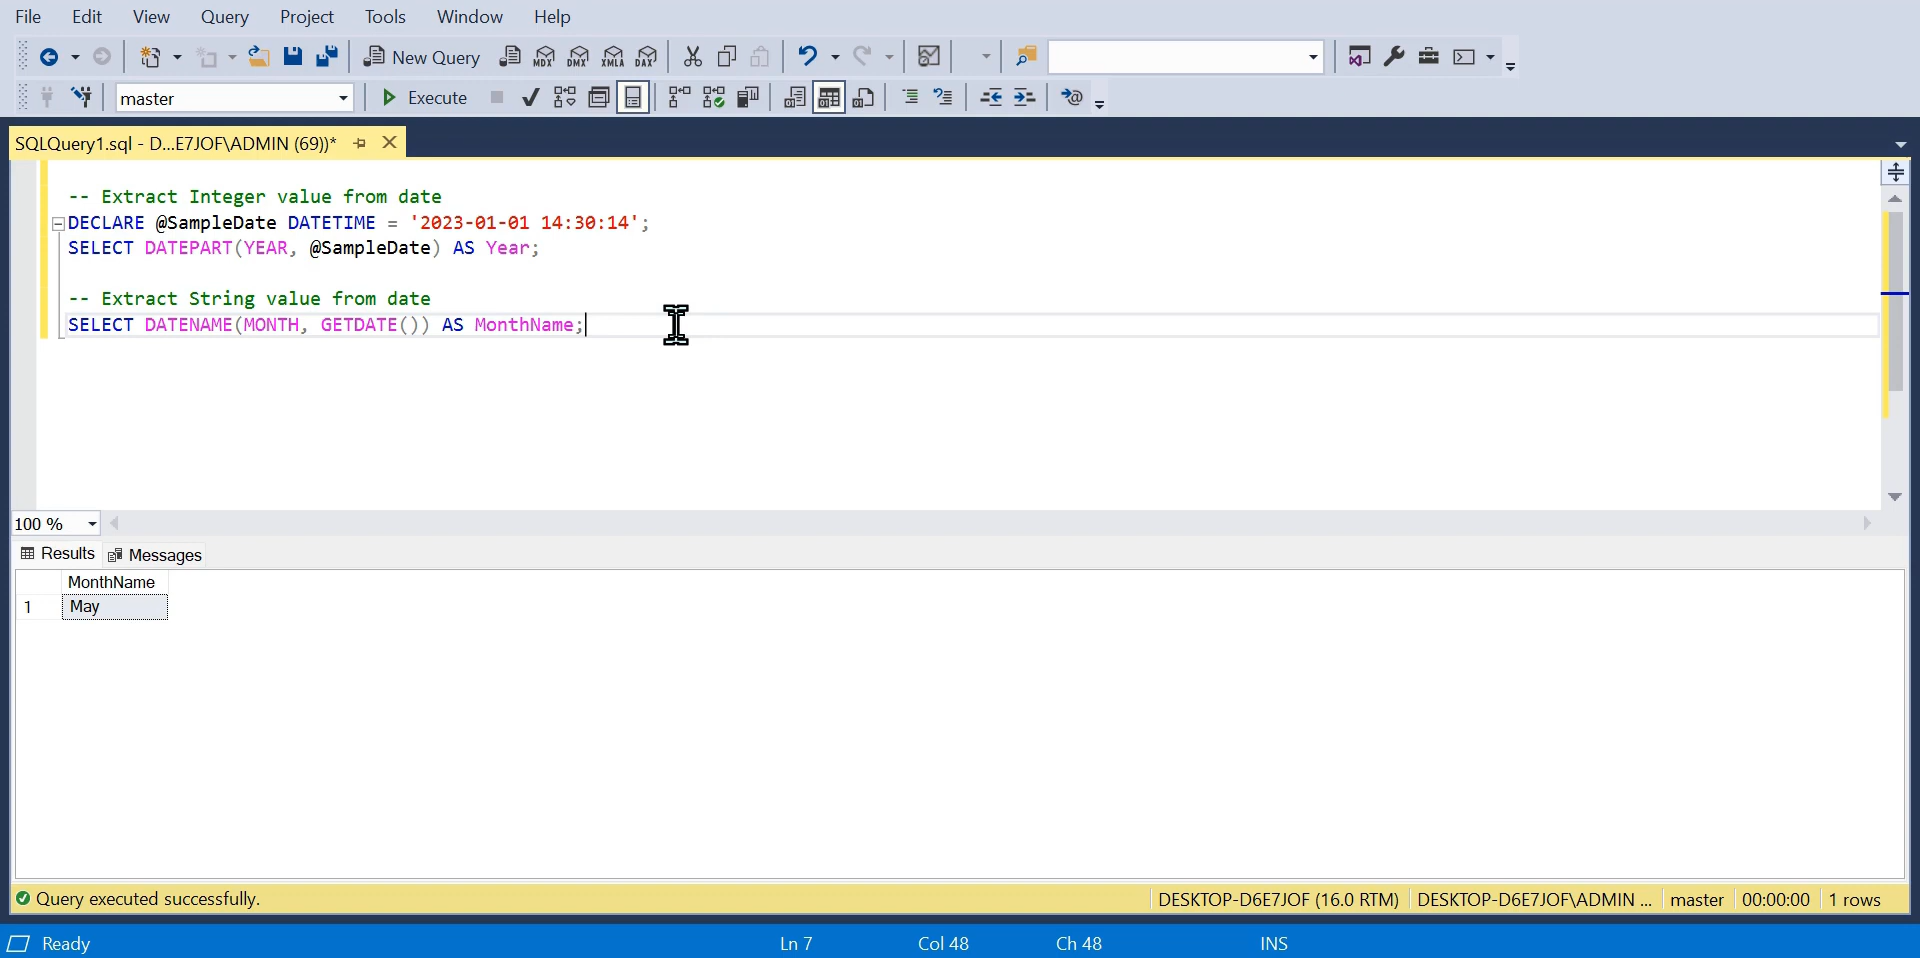 File Edit View Query Project Tools Window Help
New Query MDX DMX XMLA DAX
master Execute
SQLQuery1.sql - D...E7JOF\ADMIN (69))*
-- Extract Integer value from date
DECLARE @SampleDate DATETIME = '2023-01-01 14:30:14';
SELECT DATEPART(YEAR, @SampleDate) AS Year;
-- Extract String value from date
SELECT DATENAME(MONTH, GETDATE()) AS MonthName;
100 %
Results Messages
MonthName
1 May
Query executed successfully. DESKTOP-D6E7JOF (16.0 RTM) DESKTOP-D6E7JOF\ADMIN ... master 00:00:00 1 rows
Ready Ln 7 Col 48 Ch 48 INS